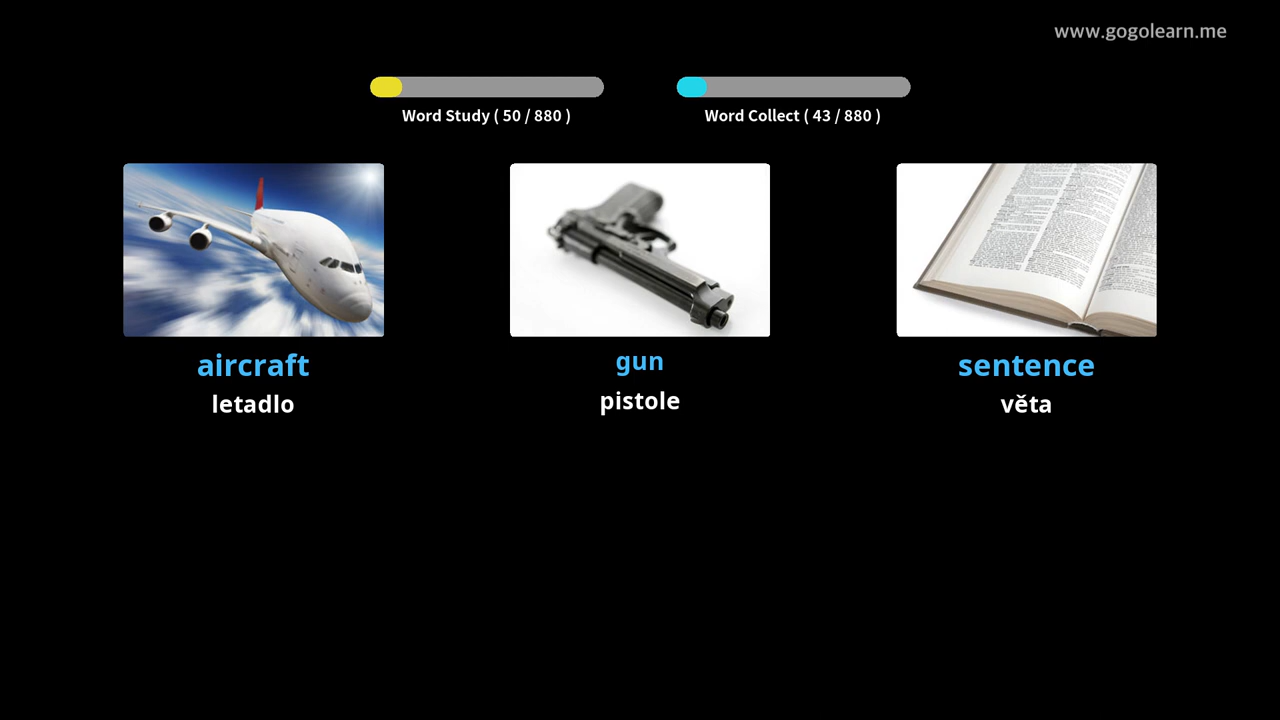 www.gogolearn.me
Word Study ( 50 / 880 )
Word Collect ( 43 / 880 )
aircraft
letadlo
gun
pistole
sentence
věta